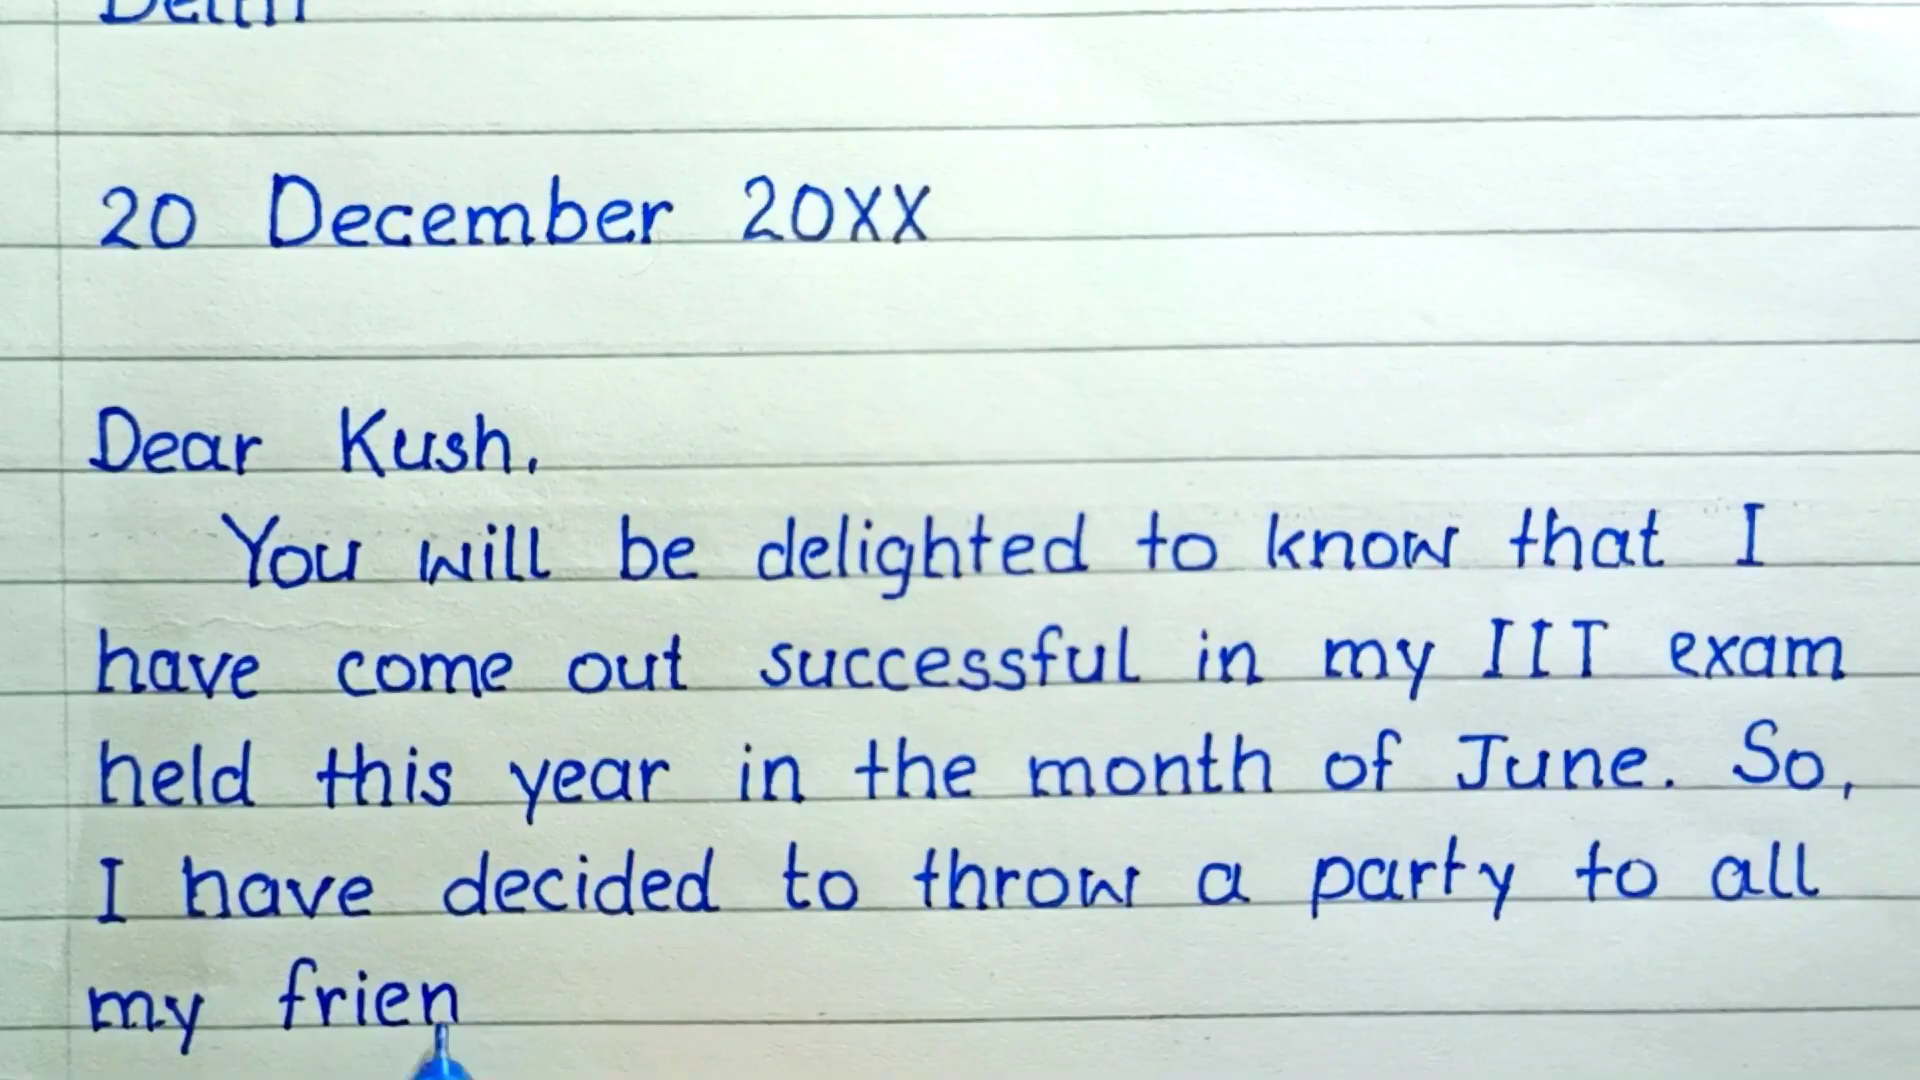 Delhi
20 December 20XX
Dear Kush,
You will be delighted to know that I
have come out successful in my IIT exam
held this year in the month of June. So,
I have decided to throw a party to all
my frien